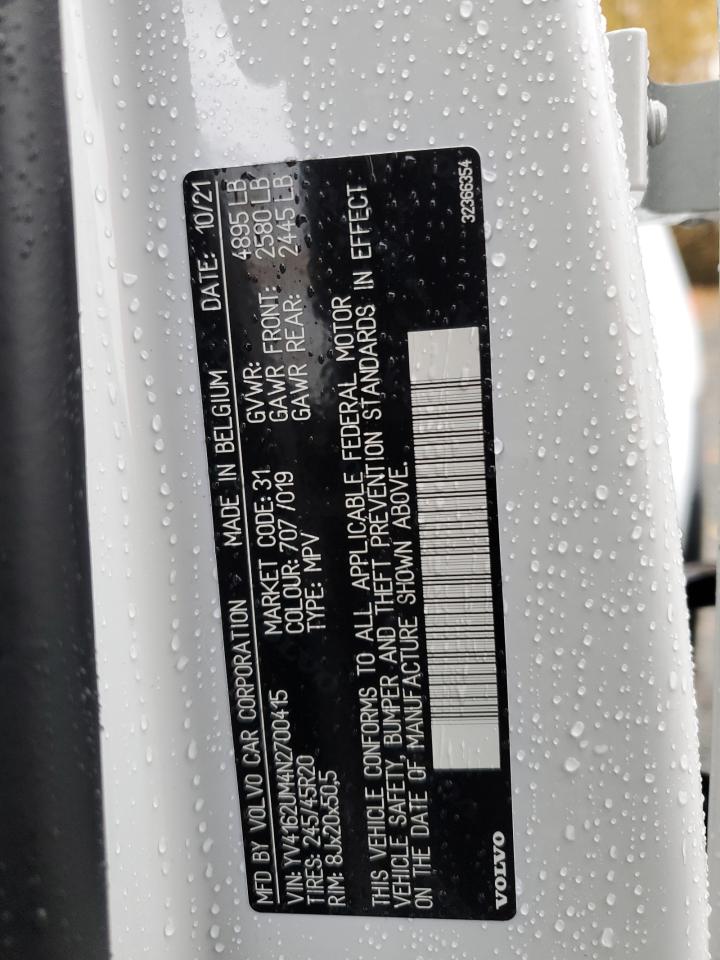 MFD BY VOLVO CAR CORPORATION MADE IN BELGIUM DATE: 10/21
VIN: YV4162UM4N2700415
TIRES: 245/45R20
RIM: 8Jx20x50,5
MARKET CODE: 31
COLOUR: 707 /019
TYPE: MPV
GVWR: 4895 LB
GAWR FRONT: 2580 LB
GAWR REAR: 2445 LB
THIS VEHICLE CONFORMS TO ALL APPLICABLE FEDERAL MOTOR
VEHICLE SAFETY, BUMPER AND THEFT PREVENTION STANDARDS IN EFFECT
ON THE DATE OF MANUFACTURE SHOWN ABOVE.
VOLVO
32366354